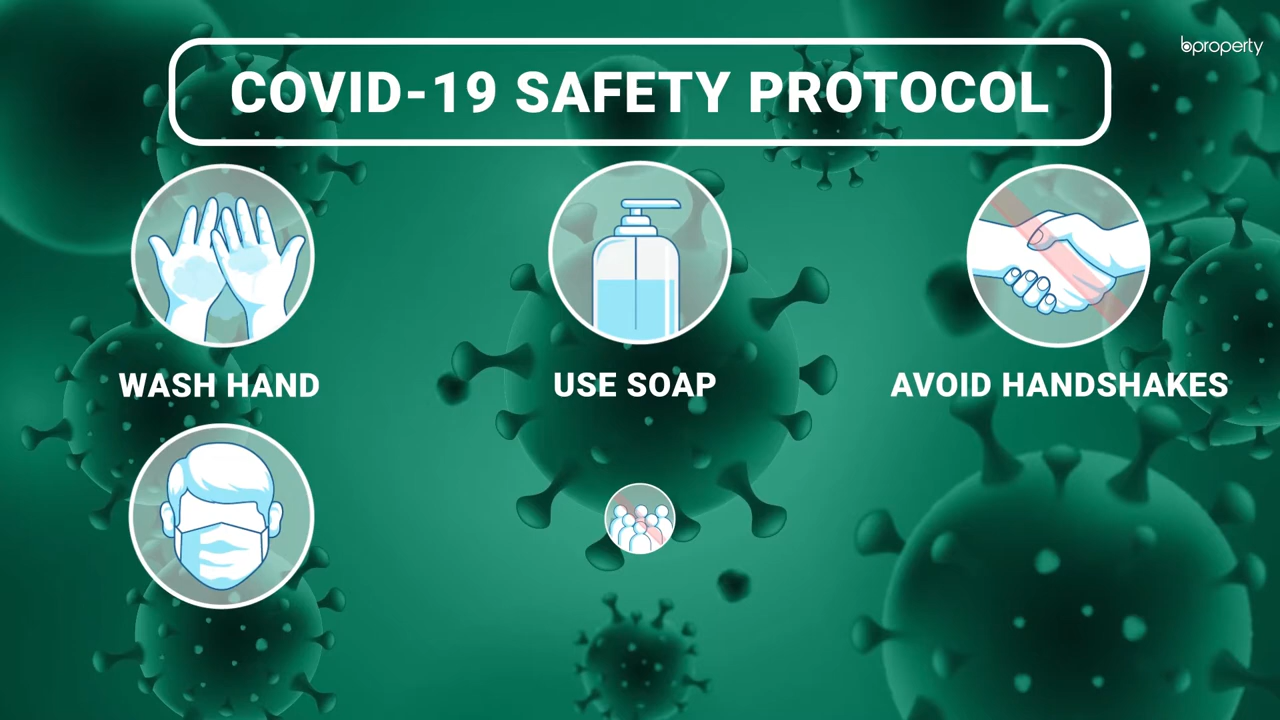 bproperty
COVID-19 SAFETY PROTOCOL
WASH HAND
USE SOAP
AVOID HANDSHAKES